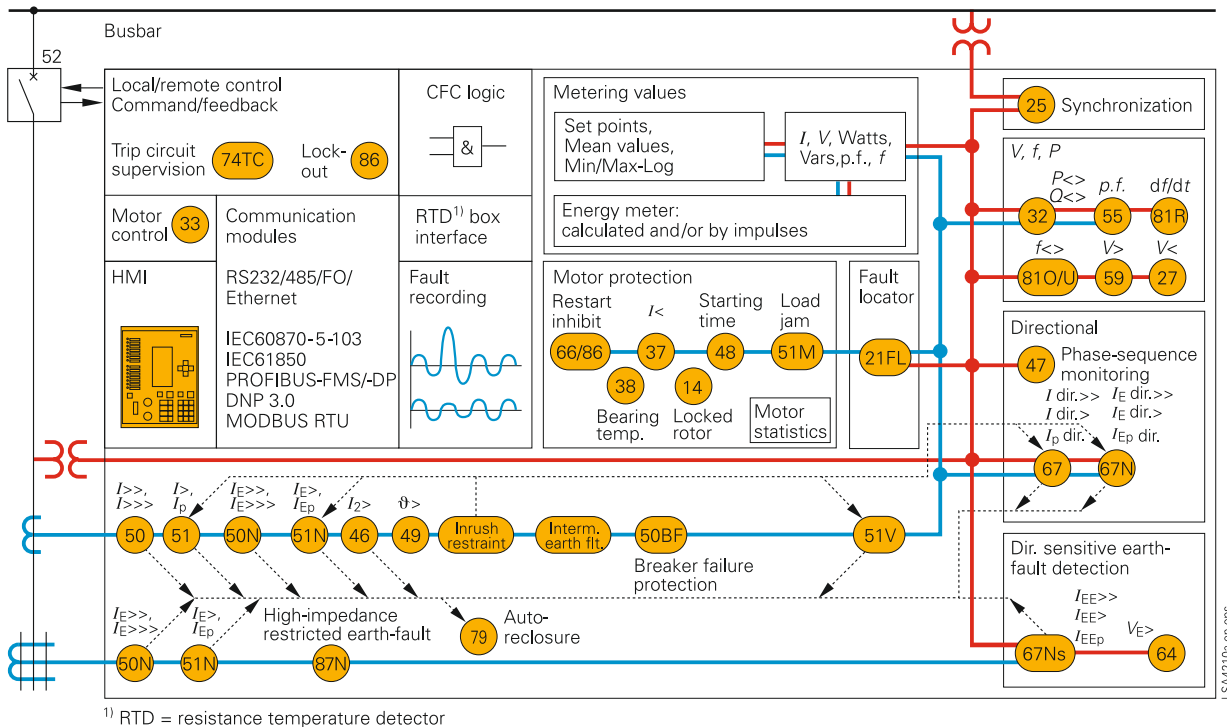 Busbar
52
Local/remote control
Command/feedback
Trip circuit
supervision
74TC
Lock-
out
86
CFC logic
&
Motor
control
33
Communication
modules
RS232/485/FO/
Ethernet
IEC60870-5-103
IEC61850
PROFIBUS-FMS/-DP
DNP 3.0
MODBUS RTU
RTD1) box
interface
HMI
Fault
recording
Metering values
Set points,
Mean values,
Min/Max-Log
I, V, Watts,
Vars,p.f., f
Energy meter:
calculated and/or by impulses
Motor protection
Restart
inhibit
I<
Starting
time
Load
jam
66/86
37
48
51M
38
14
Bearing
temp.
Locked
rotor
Motor
statistics
Fault
locator
21FL
25
Synchronization
V, f, P
P<>
Q<>
p.f.
df/dt
32
55
81R
f<>
V>
V<
81O/U
59
27
Directional
47
Phase-sequence
monitoring
I dir.>>
I dir.>
Ip dir.
IE dir.>>
IE dir.>
IEp dir.
67
67N
I>>,
I>>>
I>,
Ip
IE>>,
IE>>>
IE>,
IEp
I2>
ϑ>
50
51
50N
51N
46
49
Inrush
restraint
Interm.
earth flt.
50BF
51V
Breaker failure
protection
IE>>,
IE>>>
IE>,
IEp
High-impedance
restricted earth-fault
79
Auto-
reclosure
50N
51N
87N
Dir. sensitive earth-
fault detection
IEE>>
IEE>
IEEp
VE>
67Ns
64
1) RTD = resistance temperature detector